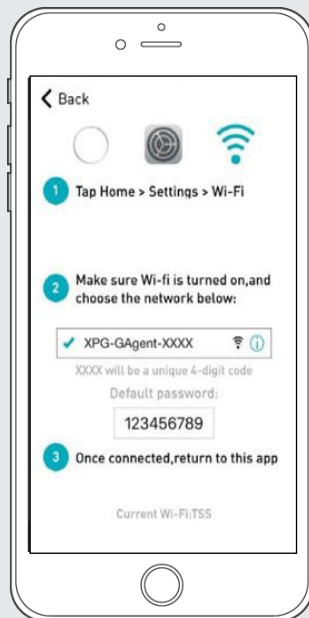 Back
1 Tap Home > Settings > Wi-Fi
2 Make sure Wi-fi is turned on,and
choose the network below:
XPG-GAgent-XXXX
XXXX will be a unique 4-digit code
Default password:
123456789
3 Once connected,return to this app
Current Wi-Fi:TSS